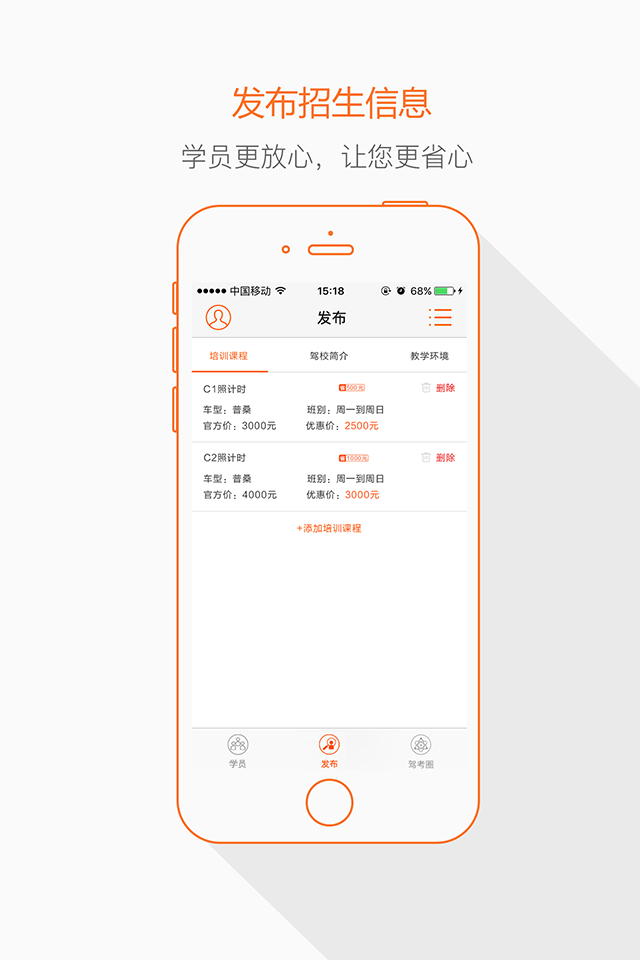 发布招生信息
学员更放心，让您更省心
中国移动 15:18 68%
发布
培训课程 驾校简介 教学环境
C1照计时 省500元 删除
车型：普桑 班别：周一到周日
官方价：3000元 优惠价：2500元
C2照计时 省1000元 删除
车型：普桑 班别：周一到周日
官方价：4000元 优惠价：3000元
+添加培训课程
学员 发布 驾考圈